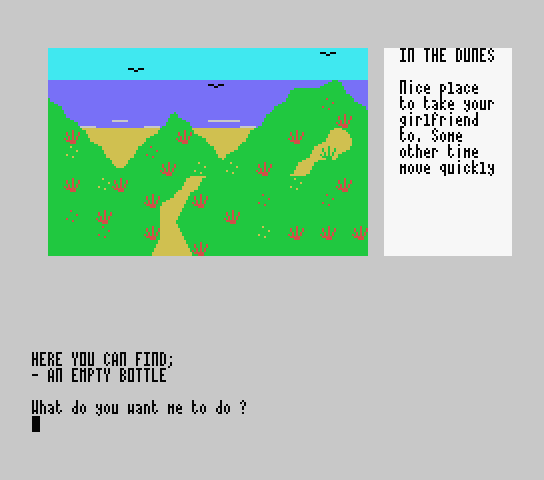 IN THE DUNES
Nice place
to take your
girlfriend
to. Some
other time
move quickly
HERE YOU CAN FIND;
- AN EMPTY BOTTLE
What do you want me to do ?